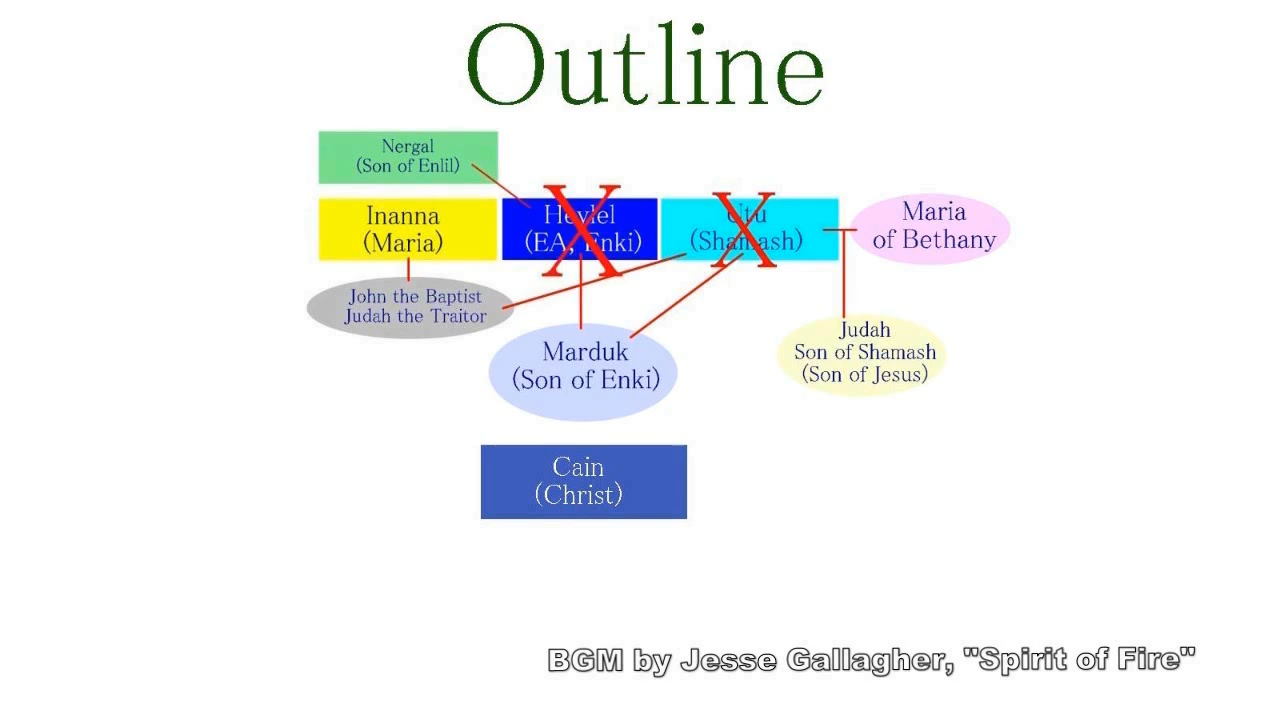 Outline
Nergal
(Son of Enlil)
Inanna
(Maria)
Heylel
(EA, Enki)
Utu
(Shamash)
Maria
of Bethany
John the Baptist
Judah the Traitor
Marduk
(Son of Enki)
Judah
Son of Shamash
(Son of Jesus)
Cain
(Christ)
BGM by Jesse Gallagher, "Spirit of Fire"